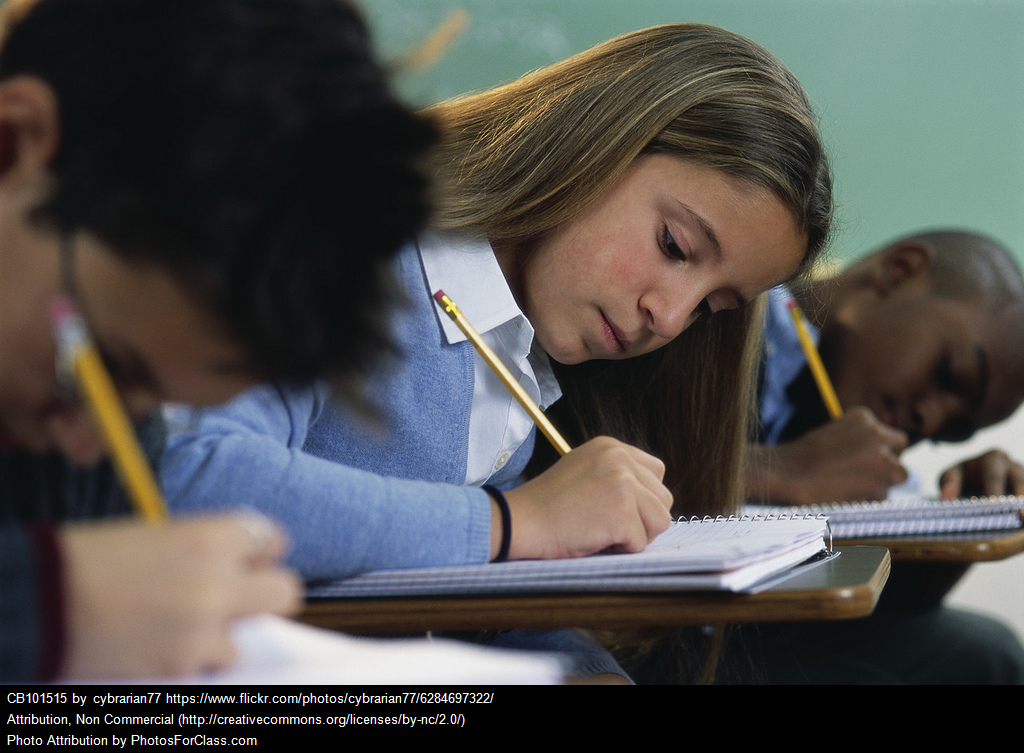 CB101515 by cybrarian77 https://www.flickr.com/photos/cybrarian77/6284697322/
Attribution, Non Commercial (http://creativecommons.org/licenses/by-nc/2.0/)
Photo Attribution by PhotosForClass.com